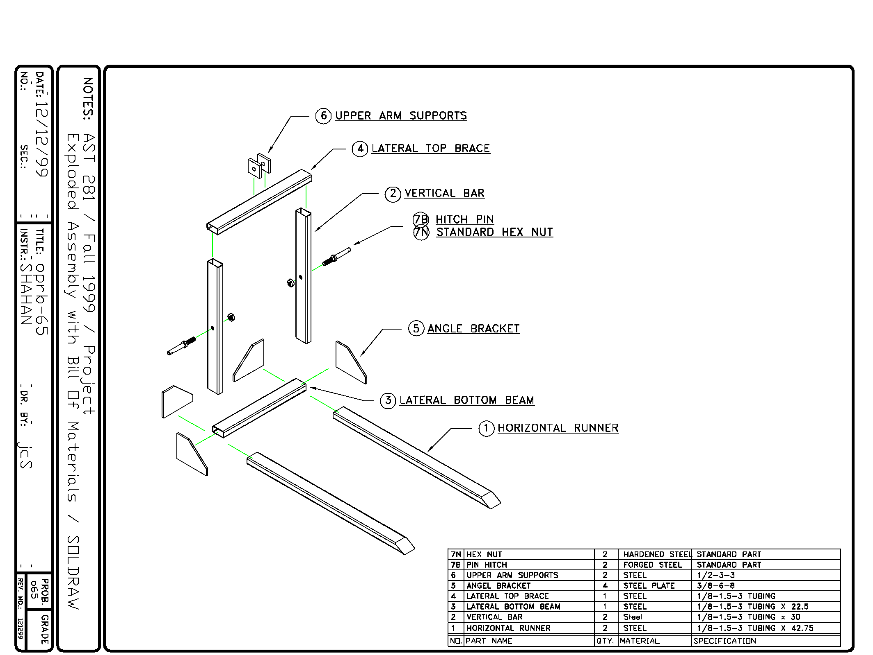 NOTES: AST 281 / Fall 1999 / Project
Exploded Assembly with Bill Of Materials / SOLDRAW
DATE: 12/12/99
NO.: SEC.:
TITLE: oprb-65
INSTR.: SHAHAN DR. BY: jcS
PROB. GRADE
o65
REV. NO.: 121299
6 UPPER ARM SUPPORTS
4 LATERAL TOP BRACE
2 VERTICAL BAR
7B HITCH PIN
7N STANDARD HEX NUT
5 ANGLE BRACKET
3 LATERAL BOTTOM BEAM
1 HORIZONTAL RUNNER
7N HEX NUT 2 HARDENED STEEL STANDARD PART
7B PIN HITCH 2 FORGED STEEL STANDARD PART
6 UPPER ARM SUPPORTS 2 STEEL 1/2-3-3
5 ANGEL BRACKET 4 STEEL PLATE 3/8-6-8
4 LATERAL TOP BRACE 1 STEEL 1/8-1.5-3 TUBING
3 LATERAL BOTTOM BEAM 1 STEEL 1/8-1.5-3 TUBING X 22.5
2 VERTICAL BAR 2 Steel 1/8-1.5-3 TUBING x 30
1 HORIZONTAL RUNNER 2 STEEL 1/8-1.5-3 TUBING X 42.75
NO. PART NAME QTY. MATERIAL SPECIFICATION